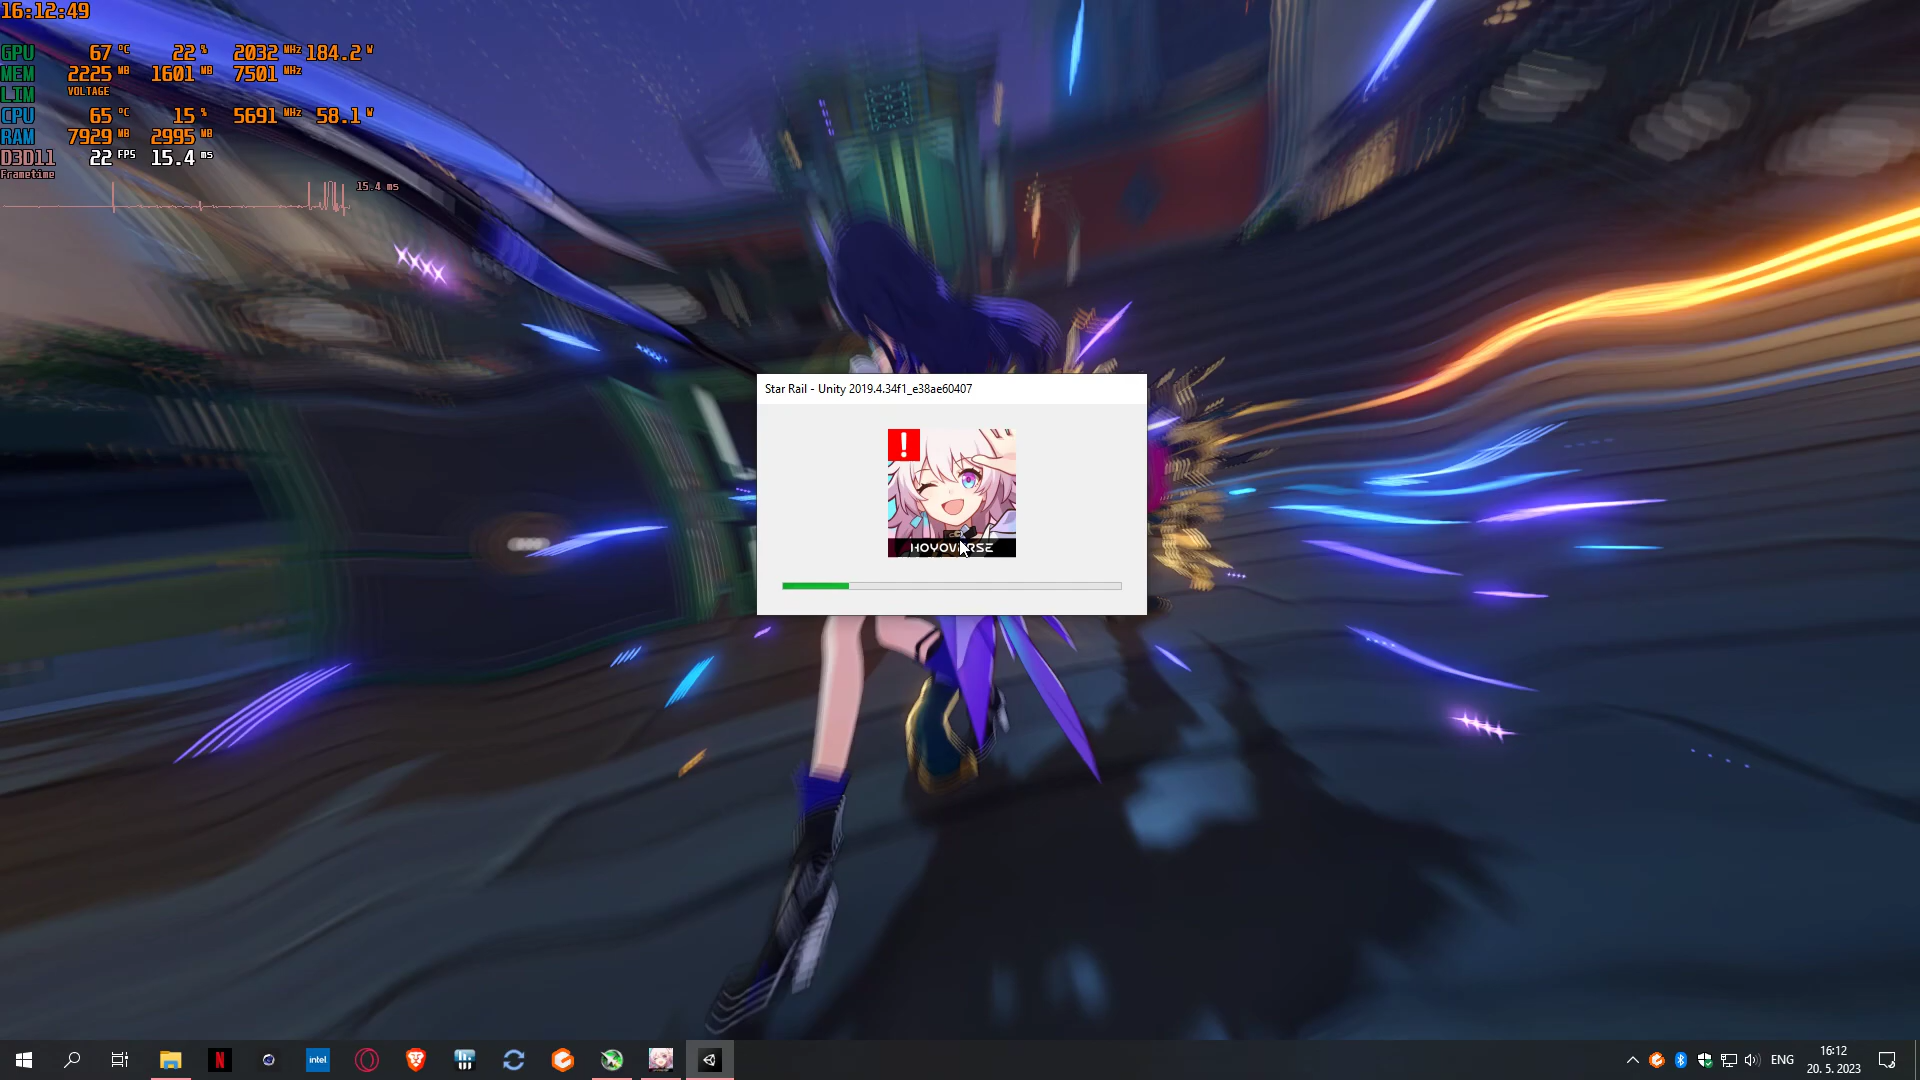 16:12:49
GPU 67 °C 22 % 2032 MHz 184.2 W
MEM 2225 MB 1601 MB 7501 MHz
LIM VOLTAGE
CPU 65 °C 15 % 5691 MHz 58.1 W
RAM 7929 MB 2995 MB
D3D11 22 FPS 15.4 ms
Frametime
15.4 ms
Star Rail - Unity 2019.4.34f1_e38ae60407
!
HOYOVERSE
N
intel
ENG
16:12
20. 5. 2023